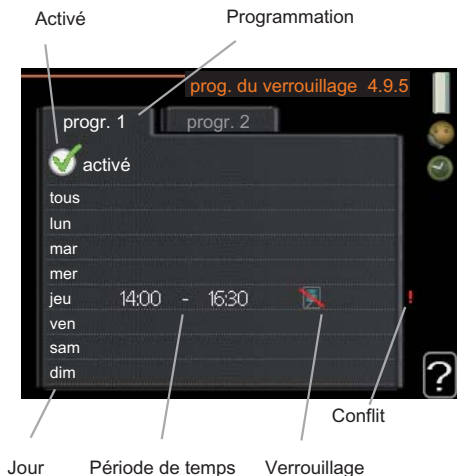 Activé Programmation
prog. du verrouillage 4.9.5
progr. 1 progr. 2
activé
tous
lun
mar
mer
jeu 14:00 - 16:30 !
ven
sam
dim
?
Conflit
Jour Période de temps Verrouillage